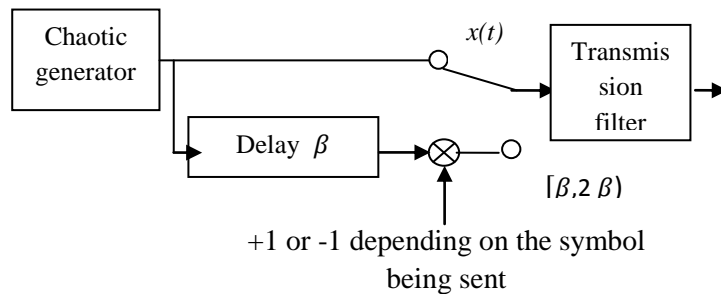 Chaotic
generator
x(t)
Transmis
sion
filter
Delay β
[β,2 β)
+1 or -1 depending on the symbol
being sent